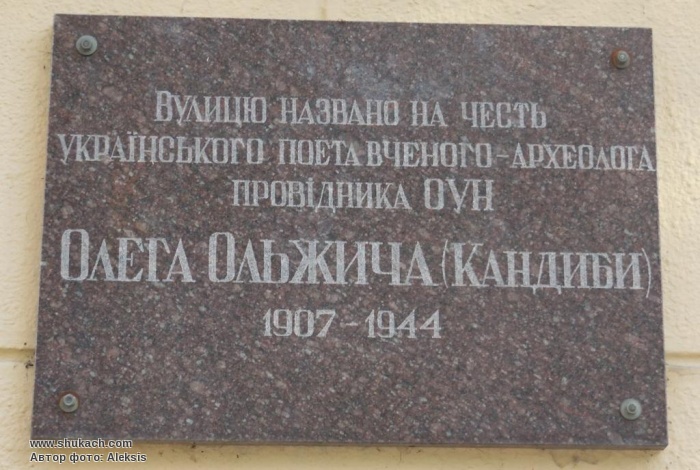 Вулицю названо на честь
українського поета вченого-археолога
провідника ОУН
Олега Ольжича (Кандиби)
1907-1944
www.shukach.com
Автор фото: Aleksis